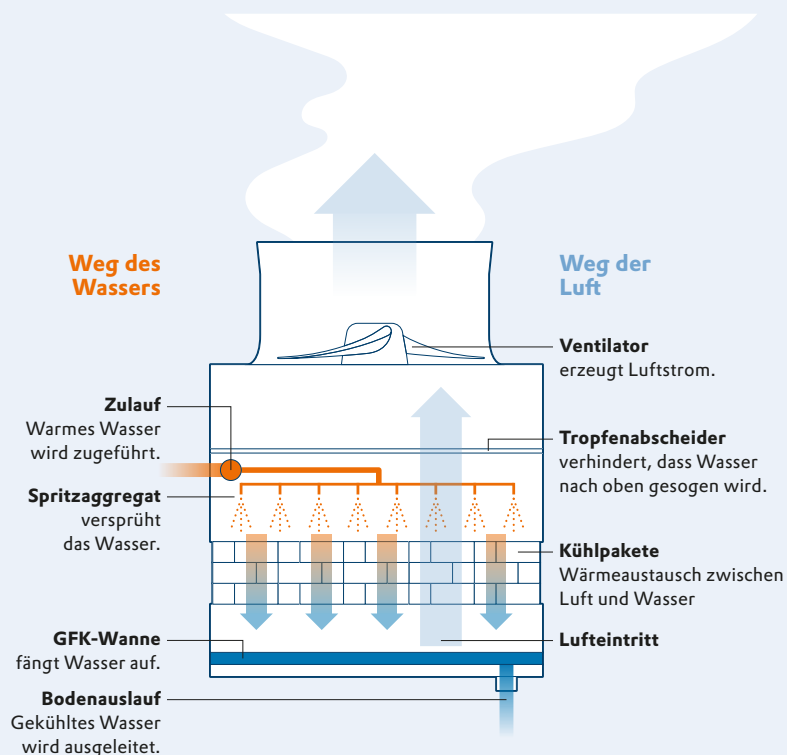 Weg des
Wassers
Zulauf
Warmes Wasser
wird zugeführt.
Spritzaggregat
versprüht
das Wasser.
GFK-Wanne
fängt Wasser auf.
Bodenauslauf
Gekühltes Wasser
wird ausgeleitet.
Weg der
Luft
Ventilator
erzeugt Luftstrom.
Tropfenabscheider
verhindert, dass Wasser
nach oben gesogen wird.
Kühlpakete
Wärmeaustausch zwischen
Luft und Wasser
Lufteintritt